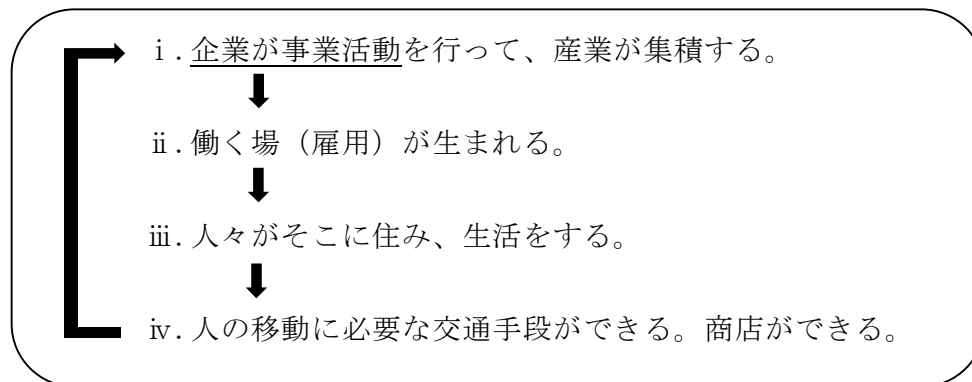 ⅰ. 企業が事業活動を行って、産業が集積する。
ⅱ. 働く場（雇用）が生まれる。
ⅲ. 人々がそこに住み、生活をする。
ⅳ. 人の移動に必要な交通手段ができる。商店ができる。